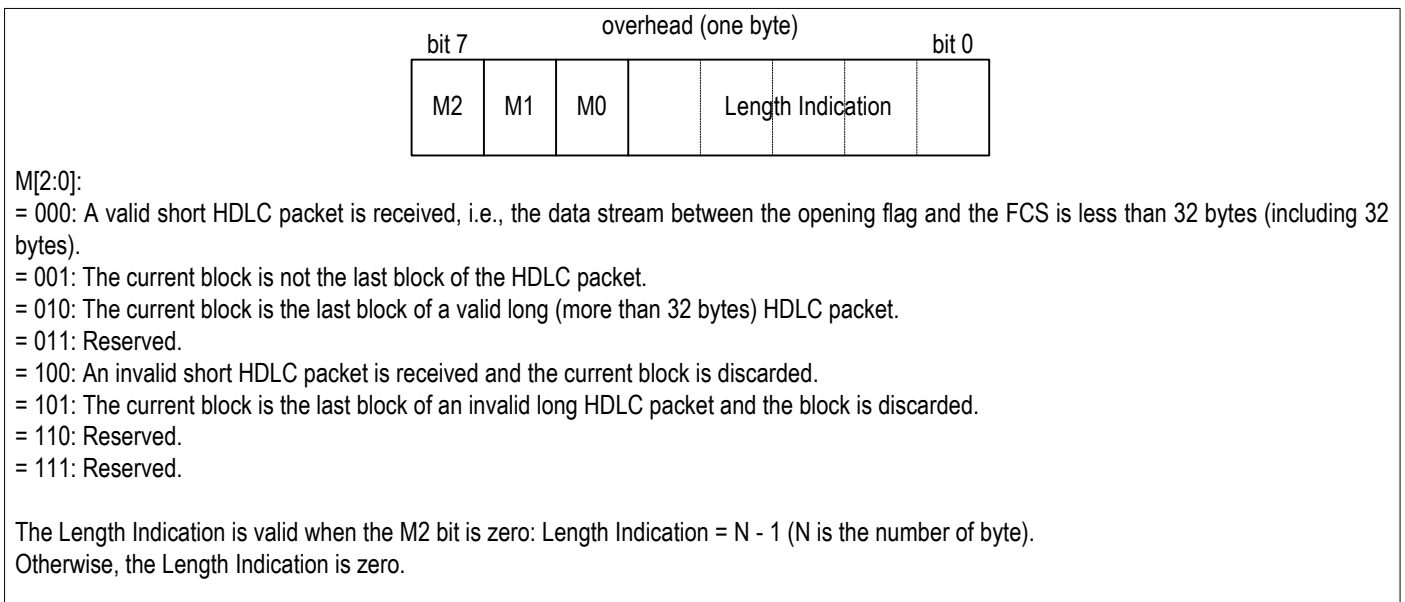 overhead (one byte)
bit 7 bit 0
M2 M1 M0 Length Indication
M[2:0]:
= 000: A valid short HDLC packet is received, i.e., the data stream between the opening flag and the FCS is less than 32 bytes (including 32
bytes).
= 001: The current block is not the last block of the HDLC packet.
= 010: The current block is the last block of a valid long (more than 32 bytes) HDLC packet.
= 011: Reserved.
= 100: An invalid short HDLC packet is received and the current block is discarded.
= 101: The current block is the last block of an invalid long HDLC packet and the block is discarded.
= 110: Reserved.
= 111: Reserved.
The Length Indication is valid when the M2 bit is zero: Length Indication = N - 1 (N is the number of byte).
Otherwise, the Length Indication is zero.